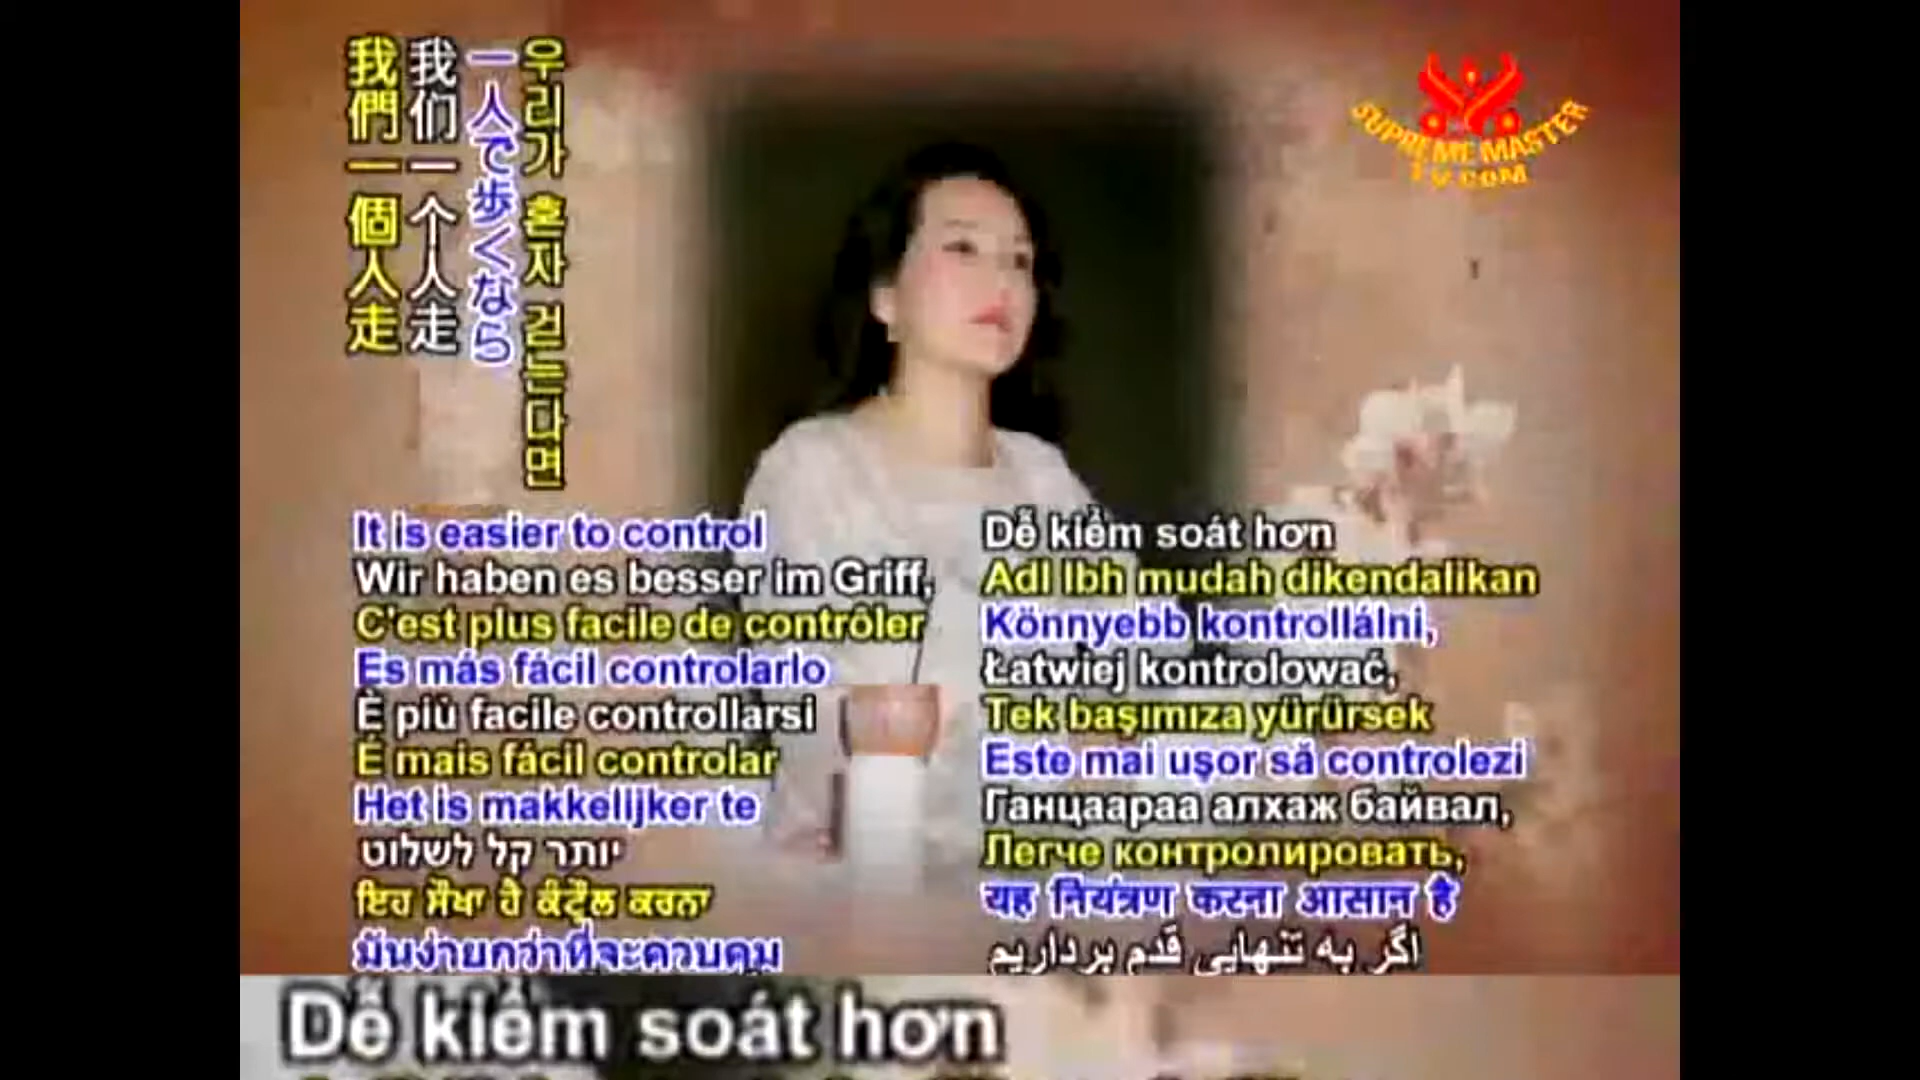 我們一個人走
我们一个人走
一人で歩くなら
우리가 혼자 걷는다면
SUPREME MASTER
TV.COM
It is easier to control
Wir haben es besser im Griff,
C'est plus facile de contrôler
Es más fácil controlarlo
È più facile controllarsi
É mais fácil controlar
Het is makkelijker te
יותר קל לשלוט
ਇਹ ਸੌਖਾ ਹੈ ਕੰਟ੍ਰੌਲ ਕਰਨਾ
มันง่ายกว่าที่จะควบคุม
Dễ kiểm soát hơn
Adl lbh mudah dikendalikan
Könnyebb kontrollálni,
Łatwiej kontrolować,
Tek başımıza yürürsek
Este mai uşor să controlezi
Ганцаараа алхаж байвал,
Легче контролировать,
यह नियंत्रण करना आसान है
اگر به تنهایی قدم برداریم
Dễ kiểm soát hơn